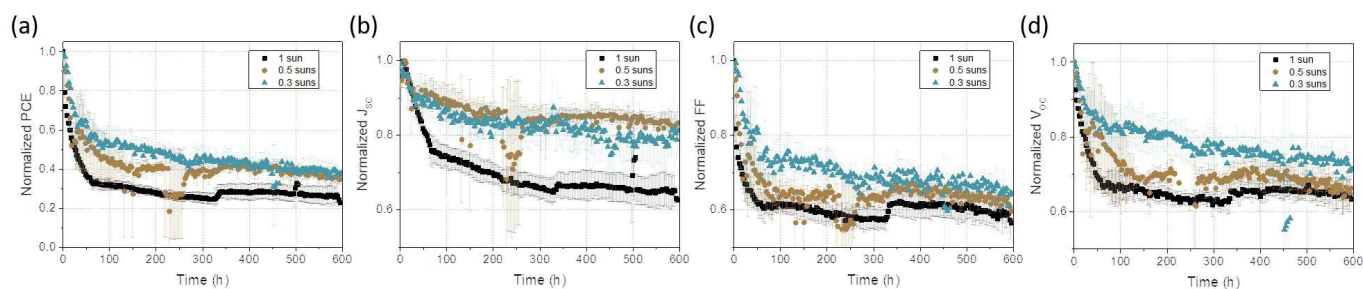 (a)
Normalized PCE
1.0
0.8
0.6
0.4
0.2
0.0
0 100 200 300 400 500 600
Time (h)
1 sun
0.5 suns
0.3 suns
(b)
Normalized JSC
1.0
0.8
0.6
0 100 200 300 400 500 600
Time (h)
1 sun
0.5 suns
0.3 suns
(c)
Normalized FF
1.0
0.8
0.6
0 100 200 300 400 500 600
Time (h)
1 sun
0.5 suns
0.3 suns
(d)
Normalized VOC
1.0
0.8
0.6
0 100 200 300 400 500 600
Time (h)
1 sun
0.5 suns
0.3 suns